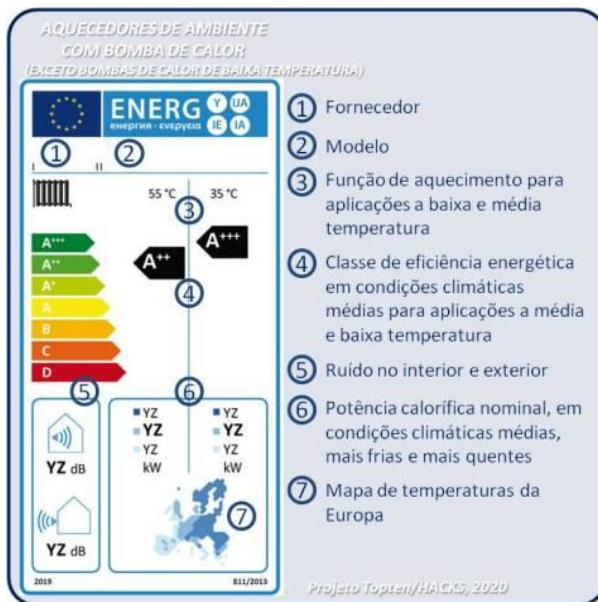 AQUECEDORES DE AMBIENTE
COM BOMBA DE CALOR
(EXCETO BOMBAS DE CALOR DE BAIXA TEMPERATURA)
ENERG Y UA
енергия · ενεργεια IE IA
1 2
I II
55 °C 35 °C
3
A+++
A++
A+
A
B
C
D
A++ A+++
4
5 6
YZ dB
YZ dB
YZ YZ
YZ YZ
YZ YZ
kW kW
7
2019 811/2013
1 Fornecedor
2 Modelo
3 Função de aquecimento para
aplicações a baixa e média
temperatura
4 Classe de eficiência energética
em condições climáticas
médias para aplicações a média
e baixa temperatura
5 Ruído no interior e exterior
6 Potência calorífica nominal, em
condições climáticas médias,
mais frias e mais quentes
7 Mapa de temperaturas da
Europa
Projeto Topten/HACKS, 2020